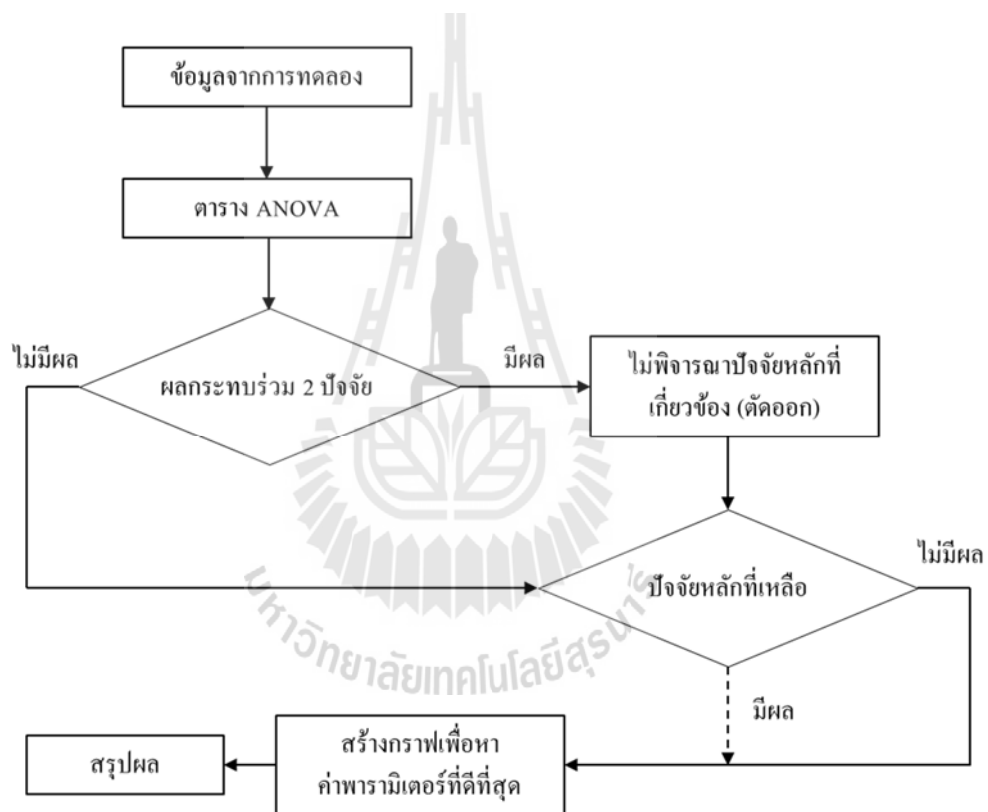 ข้อมูลจากการทดลอง
ตาราง ANOVA
ไม่มีผล
ผลกระทบร่วม 2 ปัจจัย
มีผล
ไม่พิจารณาปัจจัยหลักที่
เกี่ยวข้อง (ตัดออก)
ปัจจัยหลักที่เหลือ
ไม่มีผล
มีผล
สร้างกราฟเพื่อหา
ค่าพารามิเตอร์ที่ดีที่สุด
สรุปผล
มหาวิทยาลัยเทคโนโลยีสุรนารี